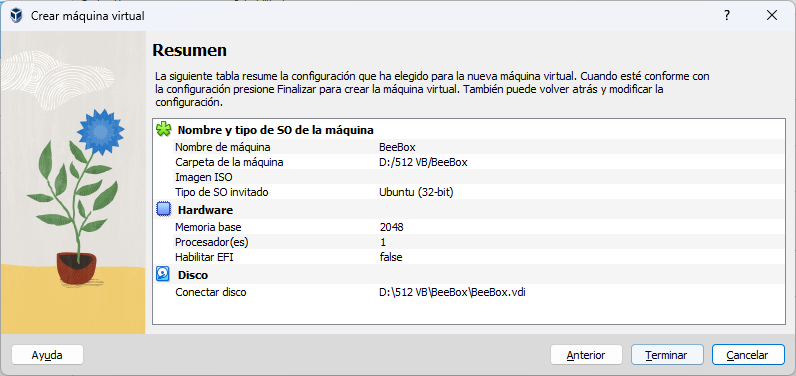 Crear máquina virtual
?
Resumen
La siguiente tabla resume la configuración que ha elegido para la nueva máquina virtual. Cuando esté conforme con
la configuración presione Finalizar para crear la máquina virtual. También puede volver atrás y modificar la
configuración.
Nombre y tipo de SO de la máquina
Nombre de máquina BeeBox
Carpeta de la máquina D:/512 VB/BeeBox
Imagen ISO
Tipo de SO invitado Ubuntu (32-bit)
Hardware
Memoria base 2048
Procesador(es) 1
Habilitar EFI false
Disco
Conectar disco D:\512 VB\BeeBox\BeeBox.vdi
Ayuda Anterior Terminar Cancelar